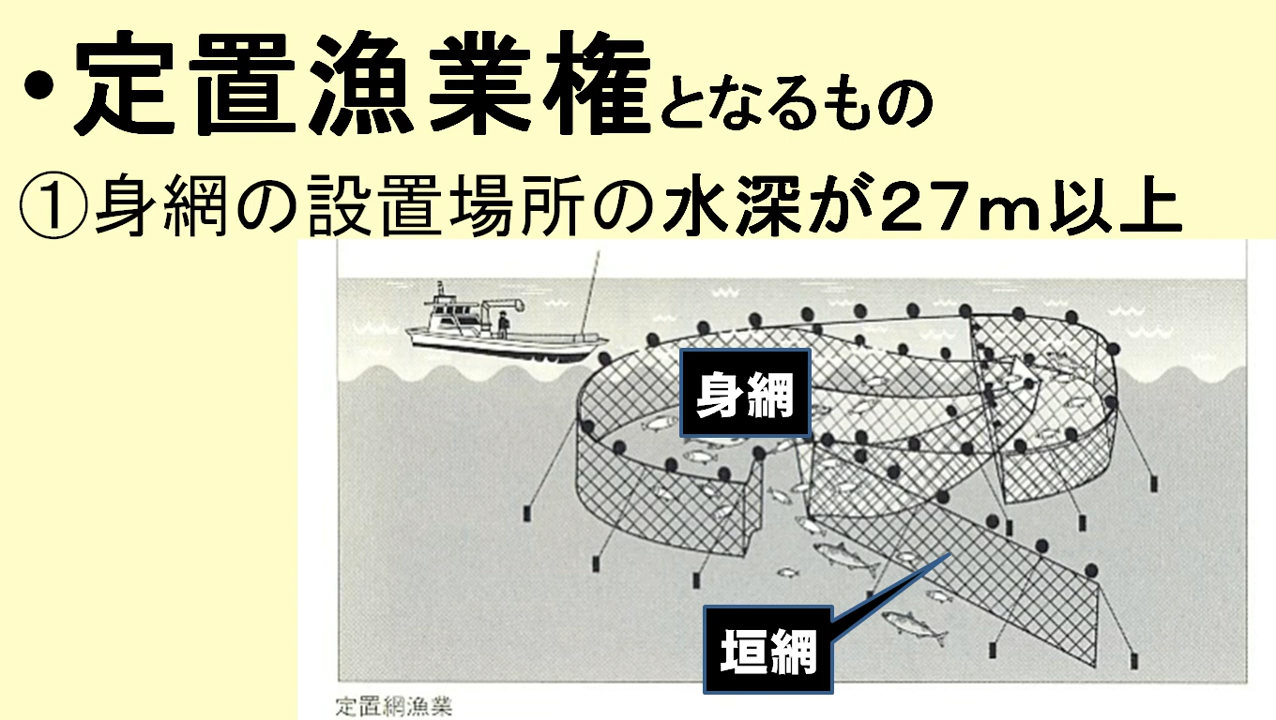 ・定置漁業権となるもの
①身網の設置場所の水深が２７ｍ以上
身網
垣網
定置網漁業